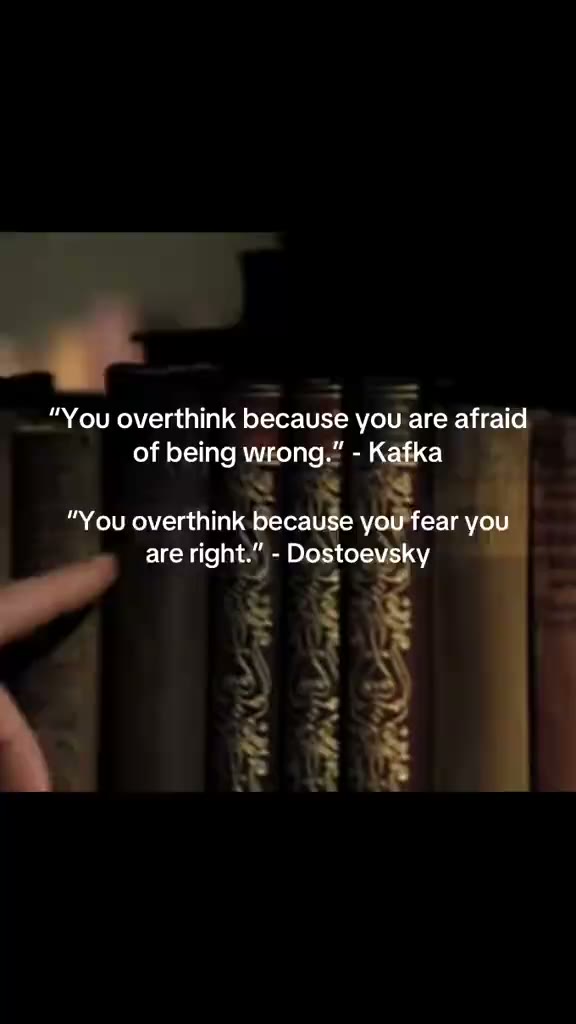 “You overthink because you are afraid
of being wrong.” - Kafka
“You overthink because you fear you
are right.” - Dostoevsky